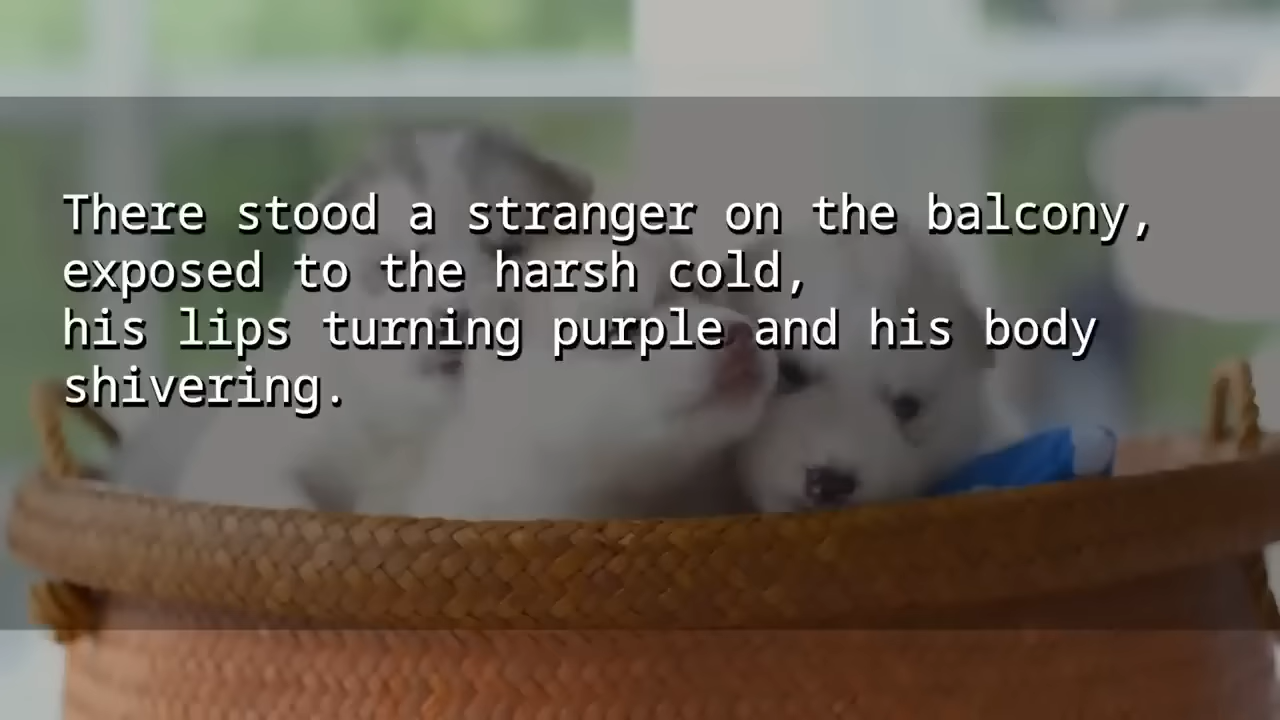 There stood a stranger on the balcony,
exposed to the harsh cold,
his lips turning purple and his body
shivering.